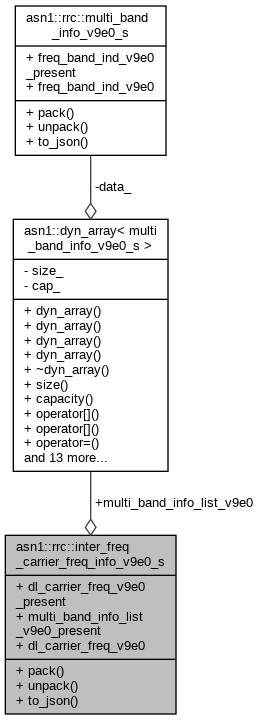 asn1::rrc::multi_band
_info_v9e0_s
+ freq_band_ind_v9e0
_present
+ freq_band_ind_v9e0
+ pack()
+ unpack()
+ to_json()
-data_
asn1::dyn_array< multi
_band_info_v9e0_s >
- size_
- cap_
+ dyn_array()
+ dyn_array()
+ dyn_array()
+ dyn_array()
+ ~dyn_array()
+ size()
+ capacity()
+ operator[]()
+ operator[]()
+ operator=()
and 13 more...
+multi_band_info_list_v9e0
asn1::rrc::inter_freq
_carrier_freq_info_v9e0_s
+ dl_carrier_freq_v9e0
_present
+ multi_band_info_list
_v9e0_present
+ dl_carrier_freq_v9e0
+ pack()
+ unpack()
+ to_json()